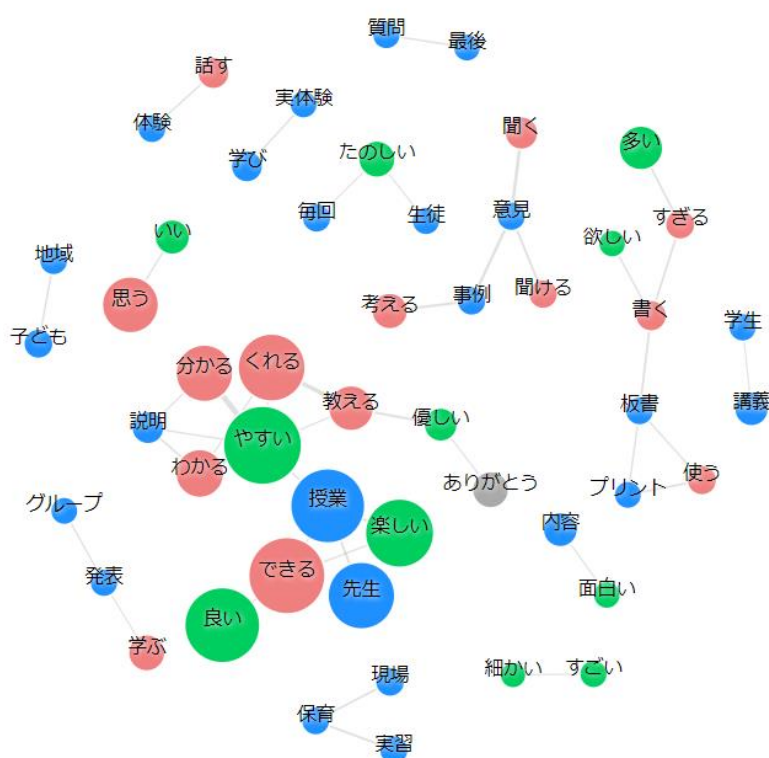 質問
最後
話す
実体験
体験
聞く
多い
たのしい
学び
毎回
生徒
意見
すぎる
いい
欲しい
地域
思う
考える
事例
聞ける
書く
学生
子ども
分かる
くれる
教える
板書
講義
説明
やすい
優しい
わかる
ありがとう
プリント
使う
グループ
授業
楽しい
内容
発表
できる
先生
面白い
良い
学ぶ
現場
細かい
すごい
保育
実習